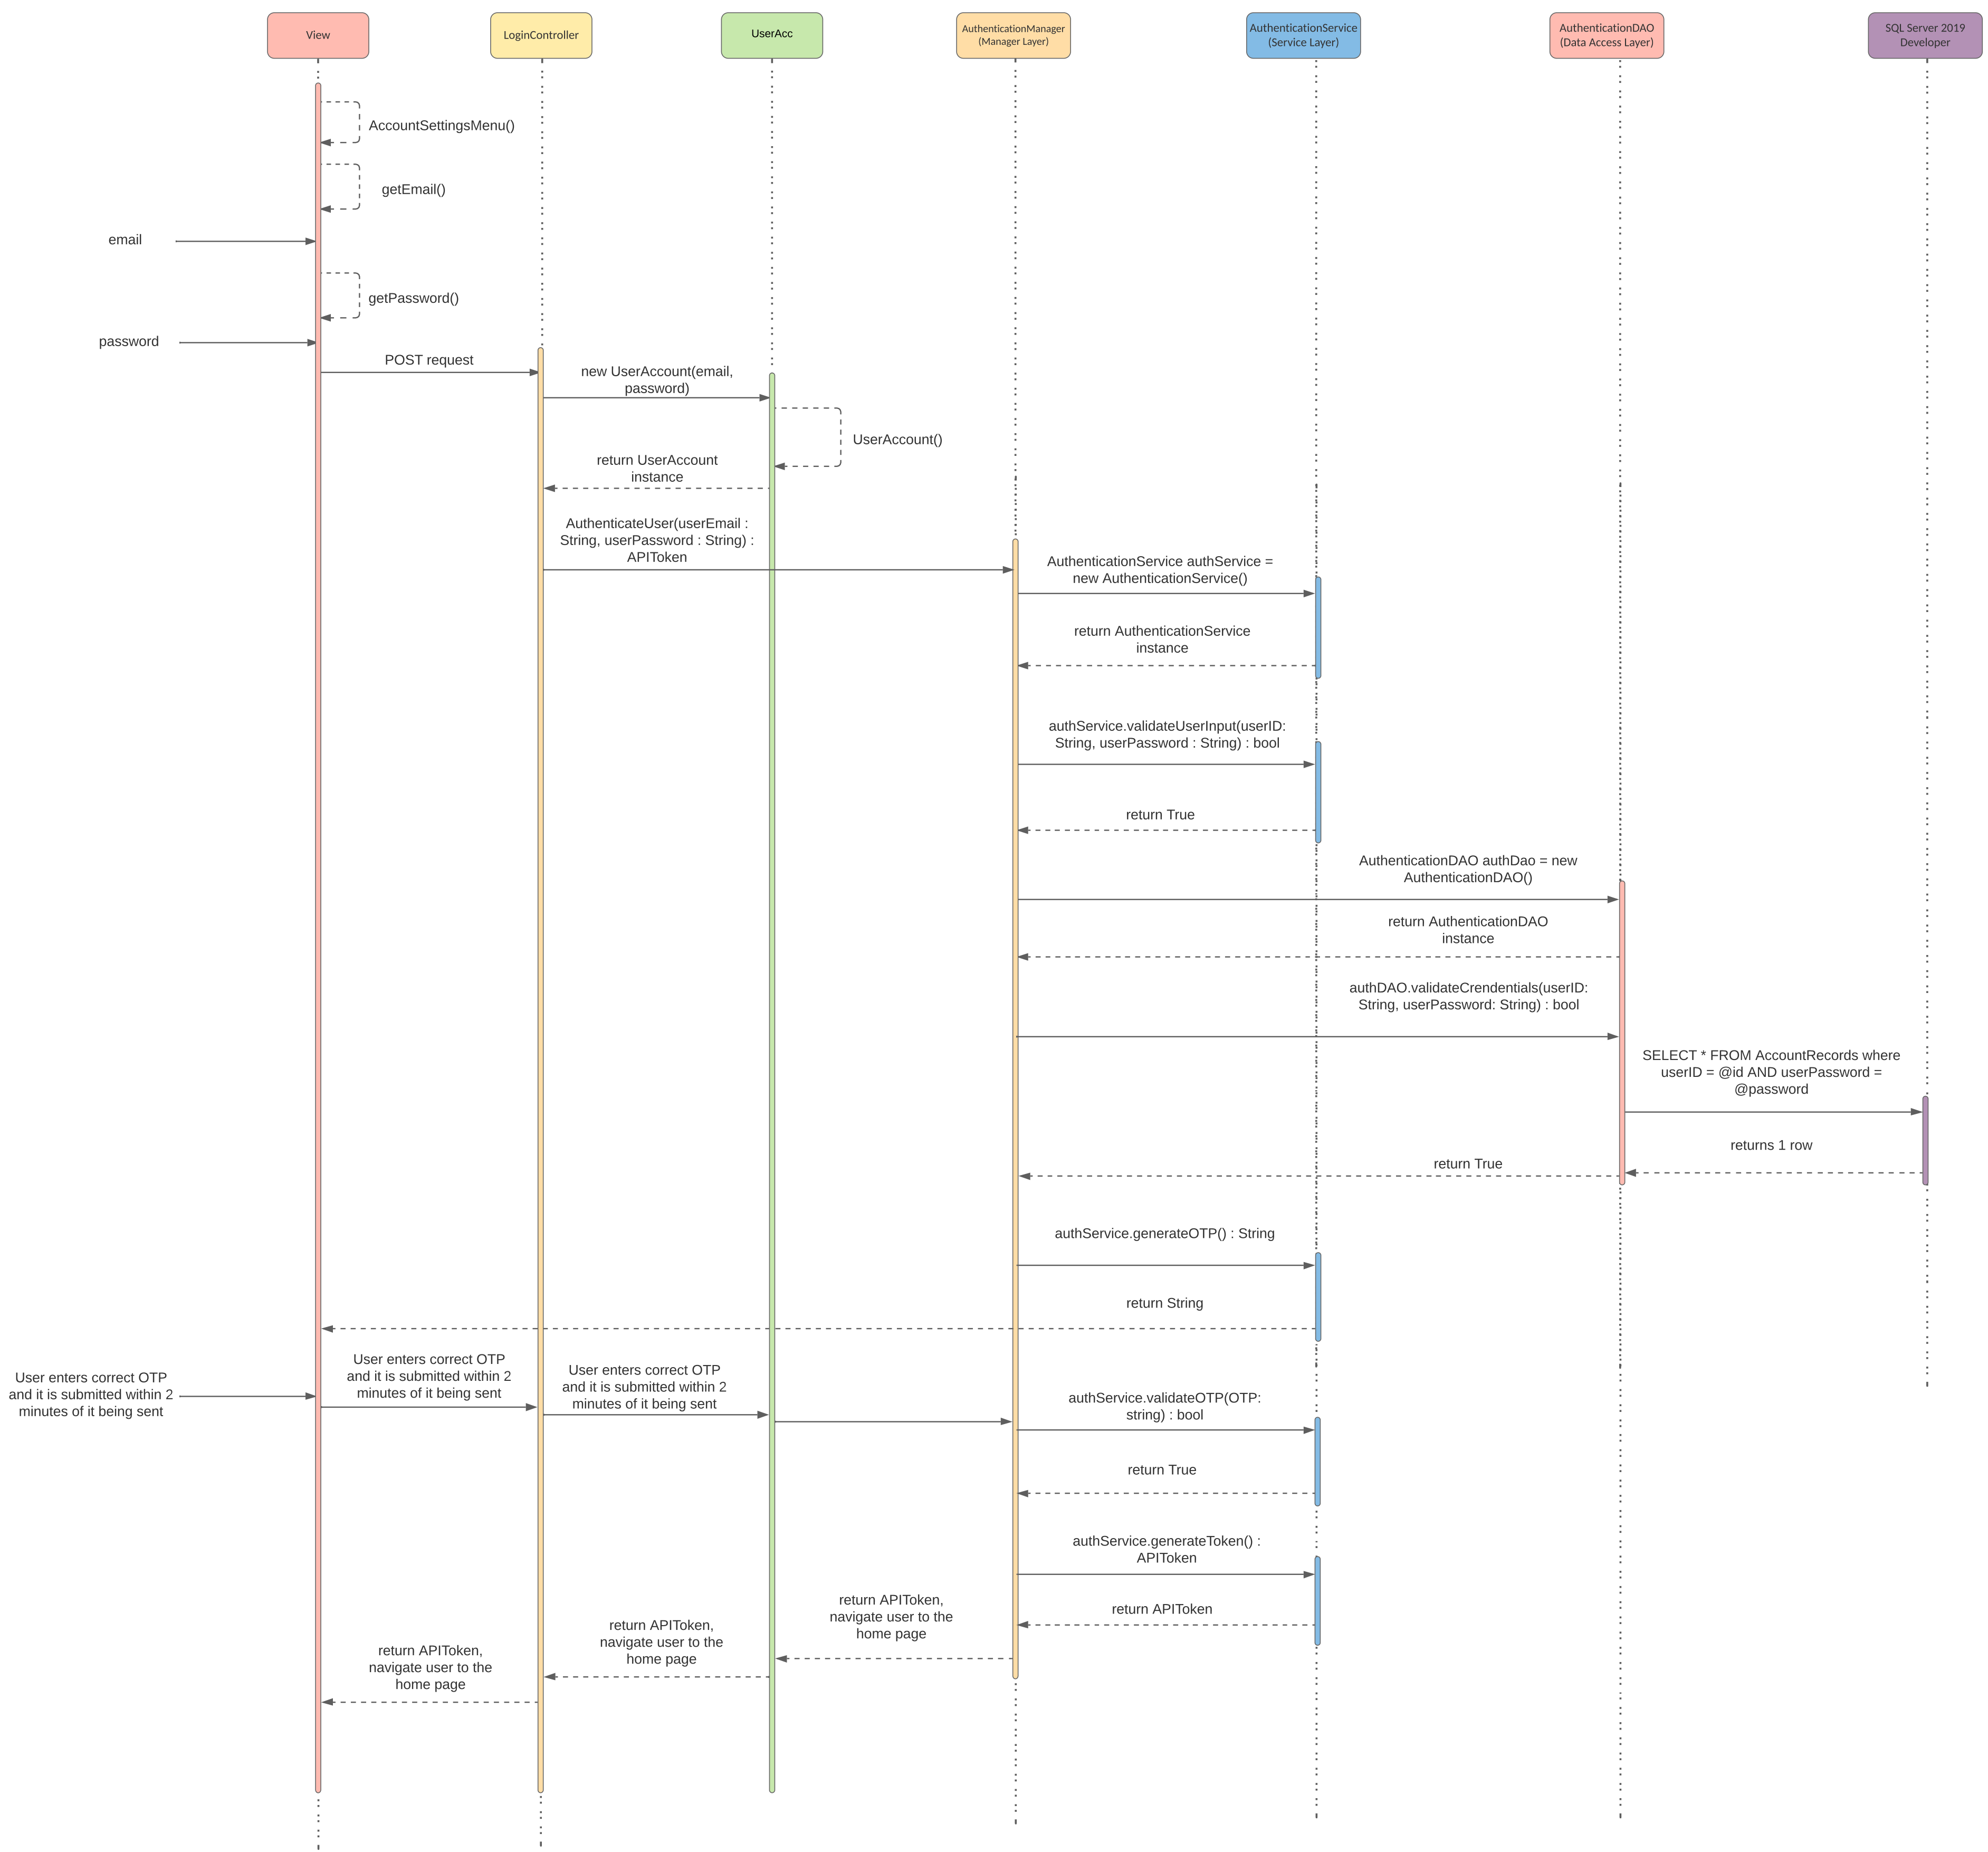 View
LoginController
UserAcc
AuthenticationManager
(Manager Layer)
AuthenticationService
(Service Layer)
AuthenticationDAO
(Data Access Layer)
SQL Server 2019
Developer
AccountSettingsMenu()
getEmail()
email
getPassword()
password
POST request
new UserAccount(email,
password)
UserAccount()
return UserAccount
instance
AuthenticateUser(userEmail :
String, userPassword : String) :
APIToken
AuthenticationService authService =
new AuthenticationService()
return AuthenticationService
instance
authService.validateUserInput(userID:
String, userPassword : String) : bool
return True
AuthenticationDAO authDao = new
AuthenticationDAO()
return AuthenticationDAO
instance
authDAO.validateCrendentials(userID:
String, userPassword: String) : bool
SELECT * FROM AccountRecords where
userID = @id AND userPassword =
@password
returns 1 row
return True
authService.generateOTP() : String
return String
User enters correct OTP
and it is submitted within 2
minutes of it being sent
User enters correct OTP
and it is submitted within 2
minutes of it being sent
User enters correct OTP
and it is submitted within 2
minutes of it being sent
authService.validateOTP(OTP:
string) : bool
return True
authService.generateToken() :
APIToken
return APIToken
return APIToken,
navigate user to the
home page
return APIToken,
navigate user to the
home page
return APIToken,
navigate user to the
home page